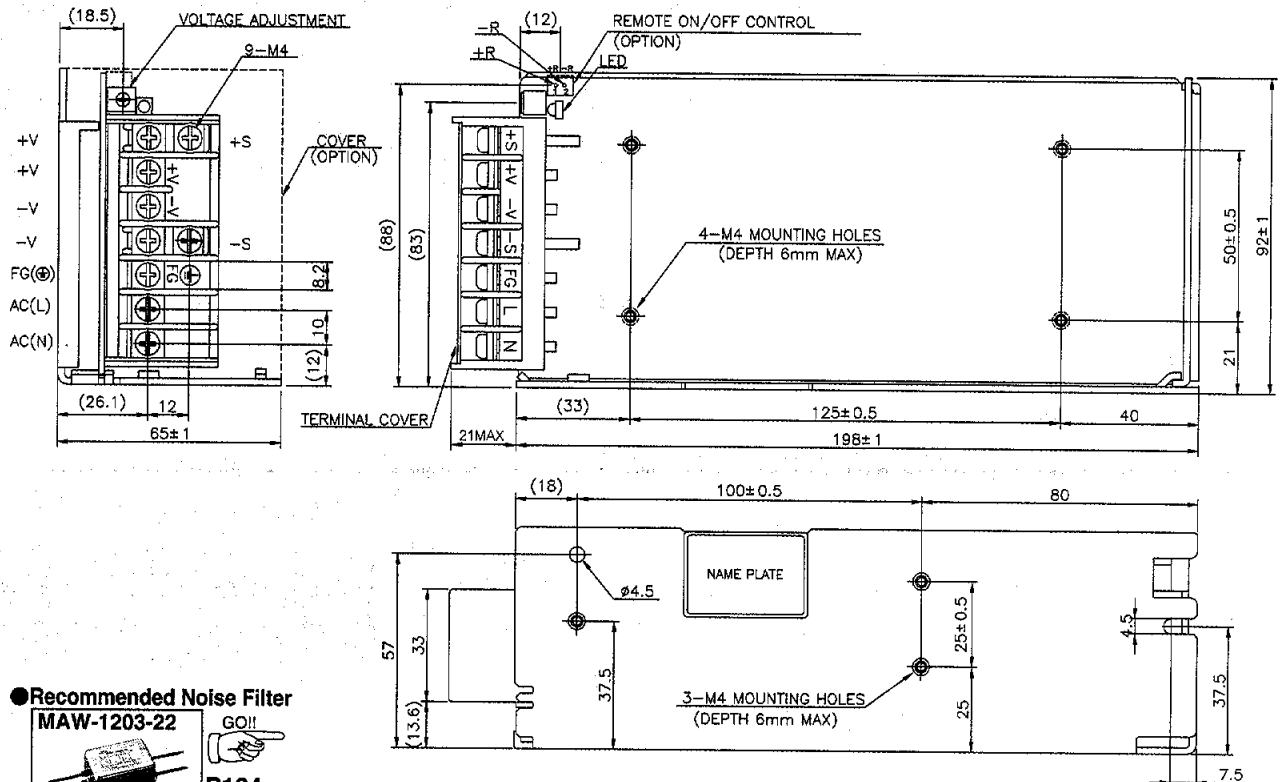 (18.5)
VOLTAGE ADJUSTMENT
9-M4
+V
+V
-V
-V
FG(⏚)
AC(L)
AC(N)
+S
-S
+V
-V
FG
COVER
(OPTION)
8.2
10
(12)
(26.1)
12
65±1
(12)
-R
+R
+R -R
REMOTE ON/OFF CONTROL
(OPTION)
LED
(88)
(83)
+S
+V
-V
-S
FG
L
N
4-M4 MOUNTING HOLES
(DEPTH 6mm MAX)
50±0.5
92±1
21
TERMINAL COVER
21MAX
(33)
125±0.5
40
198±1
(18)
100±0.5
80
NAME PLATE
ø4.5
57
33
(13.6)
37.5
25±0.5
25
3-M4 MOUNTING HOLES
(DEPTH 6mm MAX)
4.5
37.5
7.5
●Recommended Noise Filter
MAW-1203-22
GO!!